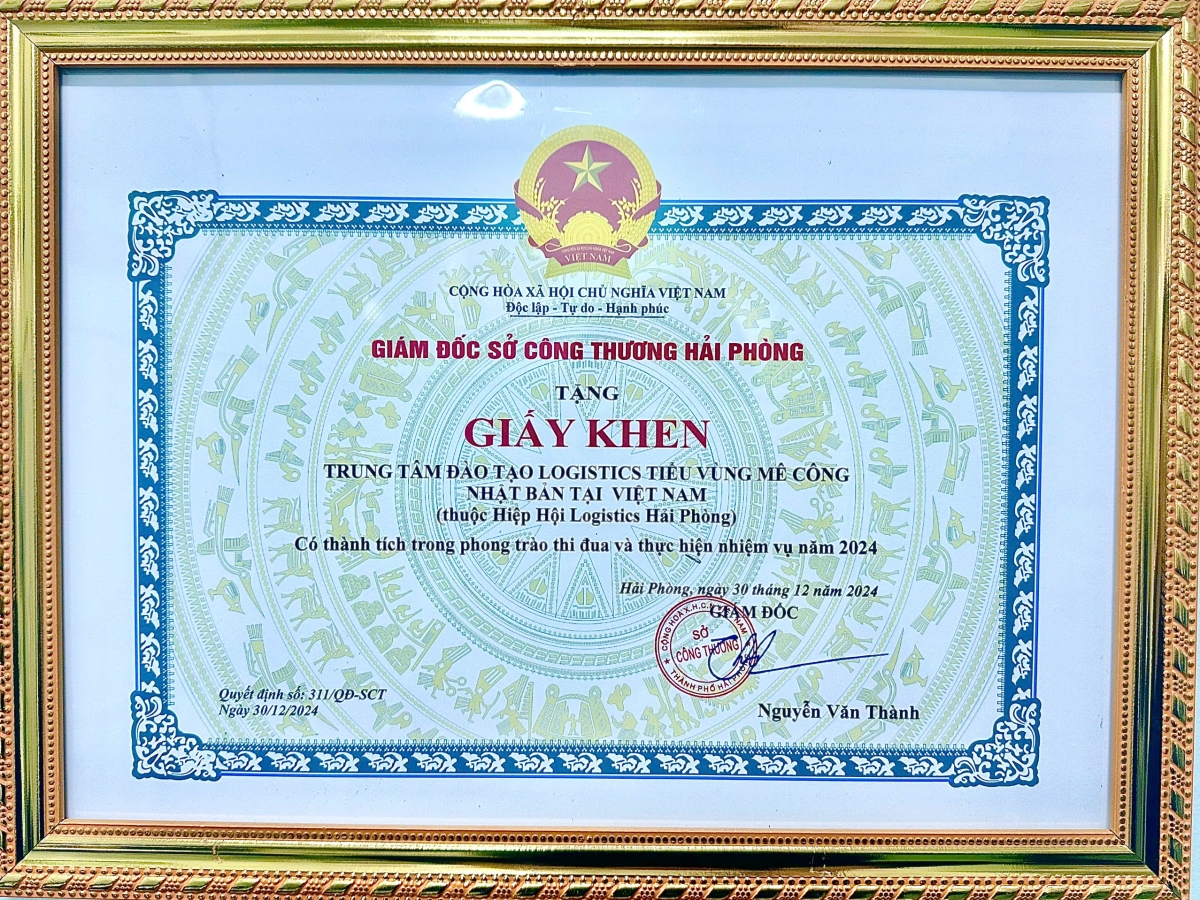 VIỆT NAM
CỘNG HÒA XÃ HỘI CHỦ NGHĨA VIỆT NAM
Độc lập - Tự do - Hạnh phúc
GIÁM ĐỐC SỞ CÔNG THƯƠNG HẢI PHÒNG
TẶNG
GIẤY KHEN
TRUNG TÂM ĐÀO TẠO LOGISTICS TIỂU VÙNG MÊ CÔNG
NHẬT BẢN TẠI VIỆT NAM
(thuộc Hiệp Hội Logistics Hải Phòng)
Có thành tích trong phong trào thi đua và thực hiện nhiệm vụ năm 2024
Hải Phòng, ngày 30 tháng 12 năm 2024
GIÁM ĐỐC
SỞ
CÔNG THƯƠNG
THÀNH PHỐ HẢI PHÒNG
Quyết định số: 311/QĐ-SCT
Ngày 30/12/2024
Nguyễn Văn Thành